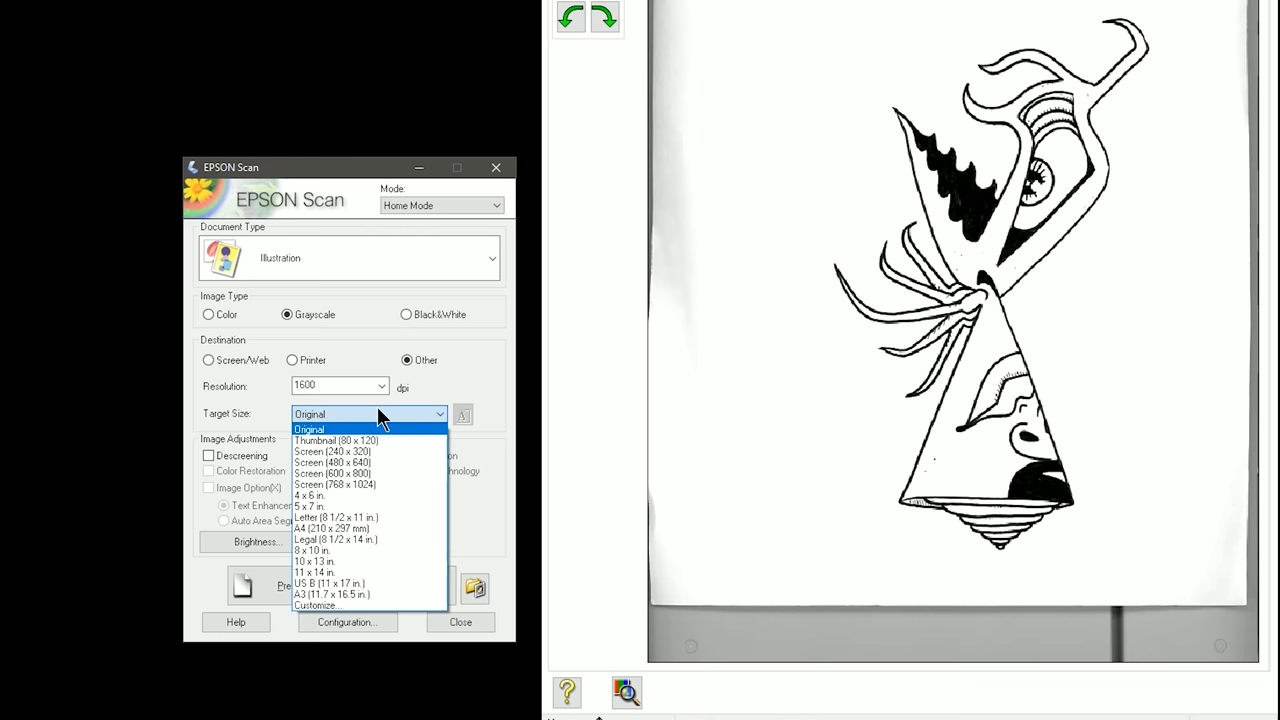 EPSON Scan
EPSON Scan
Mode:
Home Mode
Document Type
Illustration
Image Type
Color
Grayscale
Black&White
Destination
Screen/Web
Printer
Other
Resolution:
1600
dpi
Target Size:
Original
Original
Thumbnail (80 x 120)
Screen (240 x 320)
Screen (480 x 640)
Screen (600 x 800)
Screen (768 x 1024)
4 x 6 in.
5 x 7 in.
Letter (8 1/2 x 11 in.)
A4 (210 x 297 mm)
Legal (8 1/2 x 14 in.)
8 x 10 in.
10 x 13 in.
11 x 14 in.
US B (11 x 17 in.)
A3 (11.7 x 16.5 in.)
Customize...
Image Adjustments
Descreening
on
Color Restoration
hnology
Image Option(X)
Text Enhancer
Auto Area Seg
Brightness...
Pre
Help
Configuration...
Close